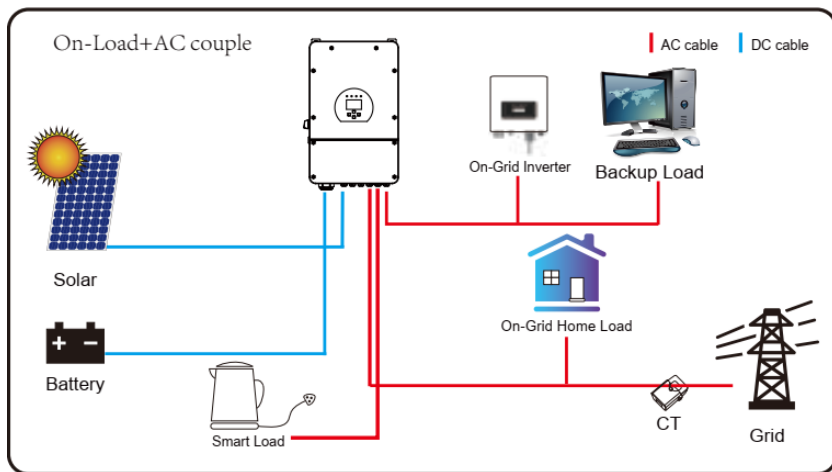 On-Load+AC couple
AC cable
DC cable
On-Grid Inverter
Backup Load
Solar
On-Grid Home Load
Battery
Smart Load
CT
Grid